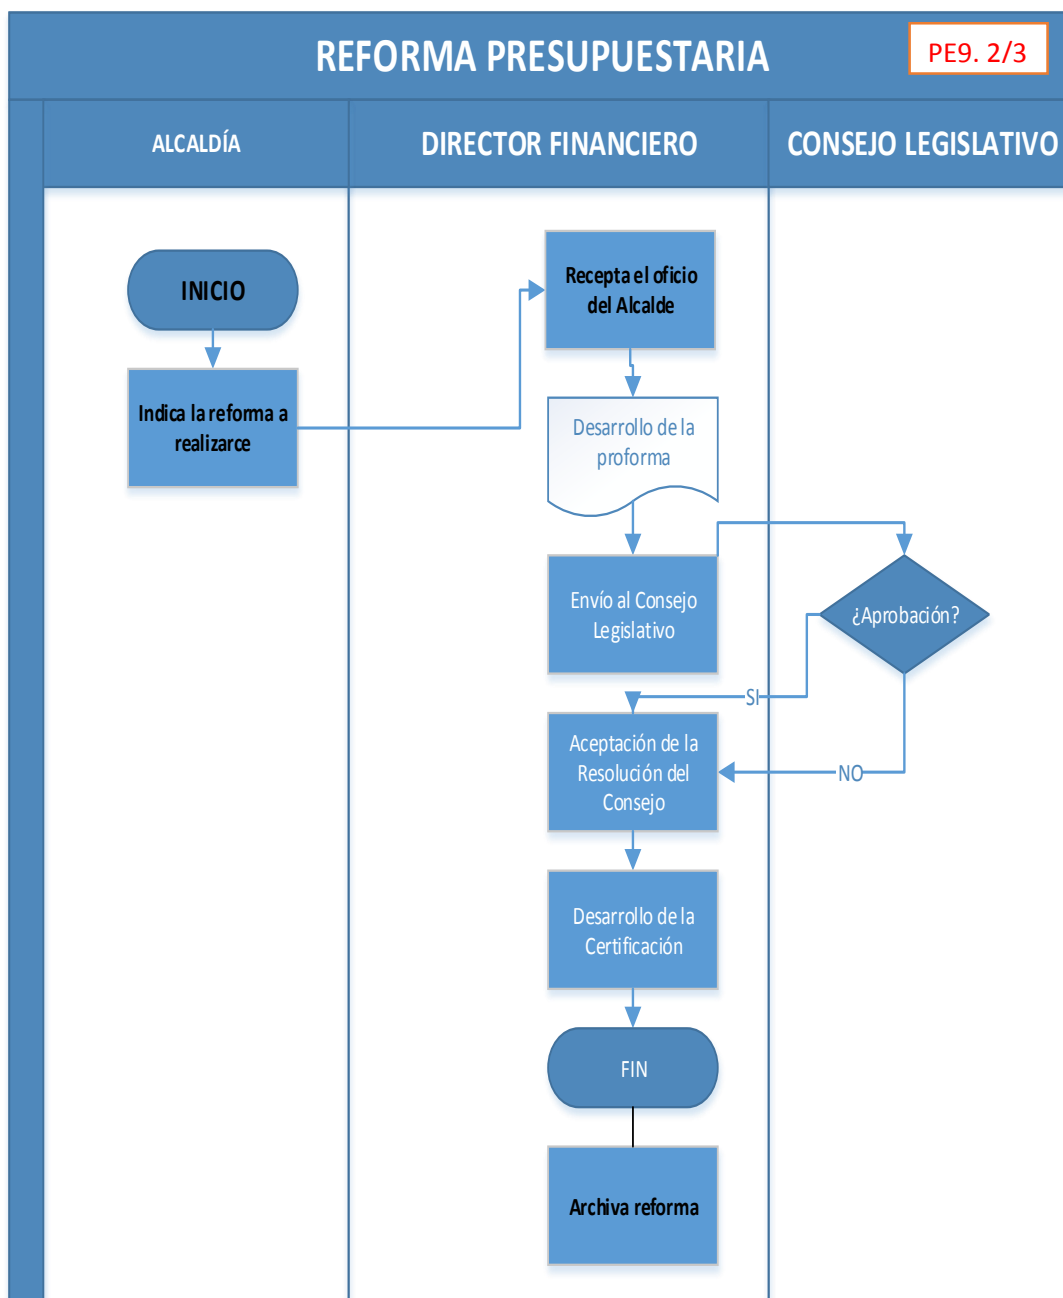 REFORMA PRESUPUESTARIA
PE9. 2/3
ALCALDÍA
DIRECTOR FINANCIERO
CONSEJO LEGISLATIVO
INICIO
Indica la reforma a
realizarce
Recepta el oficio
del Alcalde
Desarrollo de la
proforma
Envío al Consejo
Legislativo
¿Aprobación?
SI
NO
Aceptación de la
Resolución del
Consejo
Desarrollo de la
Certificación
FIN
Archiva reforma